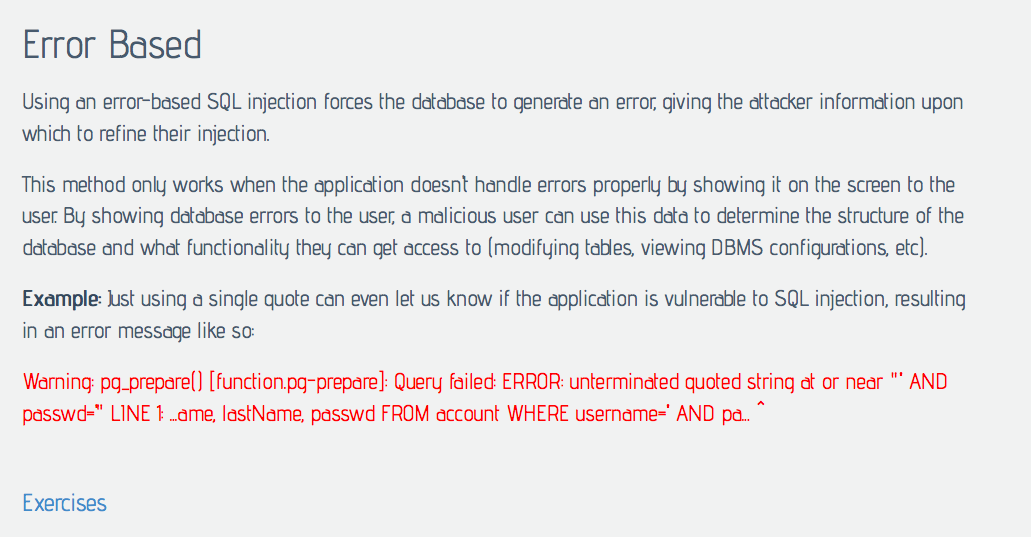 Error Based
Using an error-based SQL injection forces the database to generate an error, giving the attacker information upon
which to refine their injection.
This method only works when the application doesn't handle errors properly by showing it on the screen to the
user. By showing database errors to the user, a malicious user can use this data to determine the structure of the
database and what functionality they can get access to (modifying tables, viewing DBMS configurations, etc).
Example: Just using a single quote can even let us know if the application is vulnerable to SQL injection, resulting
in an error message like so:
Warning: pg_prepare() [function.pg-prepare]: Query failed: ERROR: unterminated quoted string at or near "' AND
passwd='" LINE 1: ...ame, lastName, passwd FROM account WHERE username=' AND pa... ^
Exercises